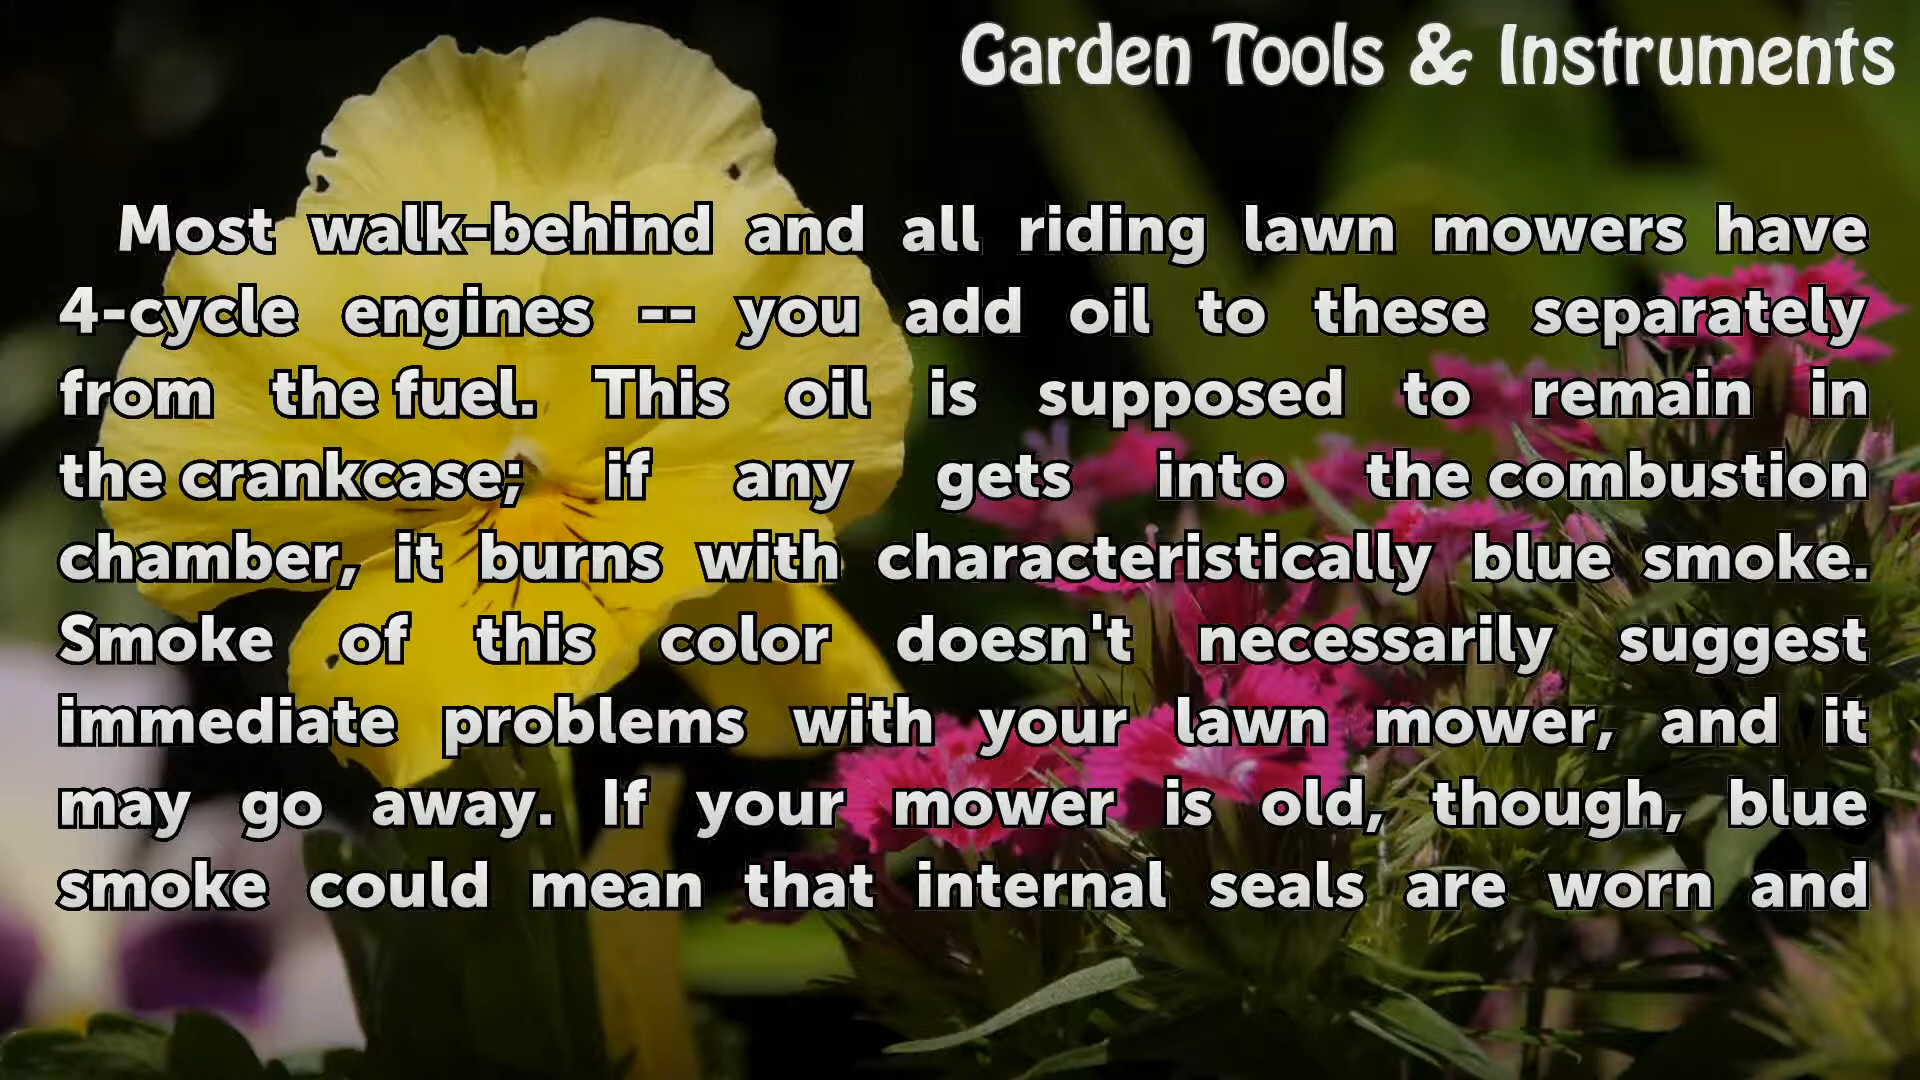 Garden Tools & Instruments
Most walk-behind and all riding lawn mowers have
4-cycle engines -- you add oil to these separately
from the fuel. This oil is supposed to remain in
the crankcase; if any gets into the combustion
chamber, it burns with characteristically blue smoke.
Smoke of this color doesn't necessarily suggest
immediate problems with your lawn mower, and it
may go away. If your mower is old, though, blue
smoke could mean that internal seals are worn and